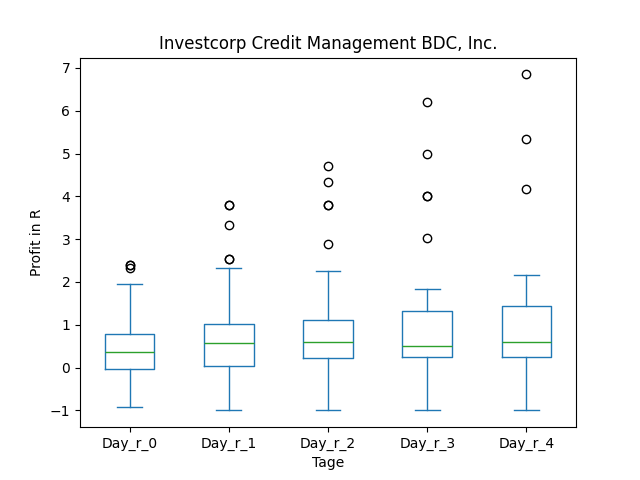 Investcorp Credit Management BDC, Inc.
Profit in R
7
6
5
4
3
2
1
0
−1
Day_r_0 Day_r_1 Day_r_2 Day_r_3 Day_r_4
Tage